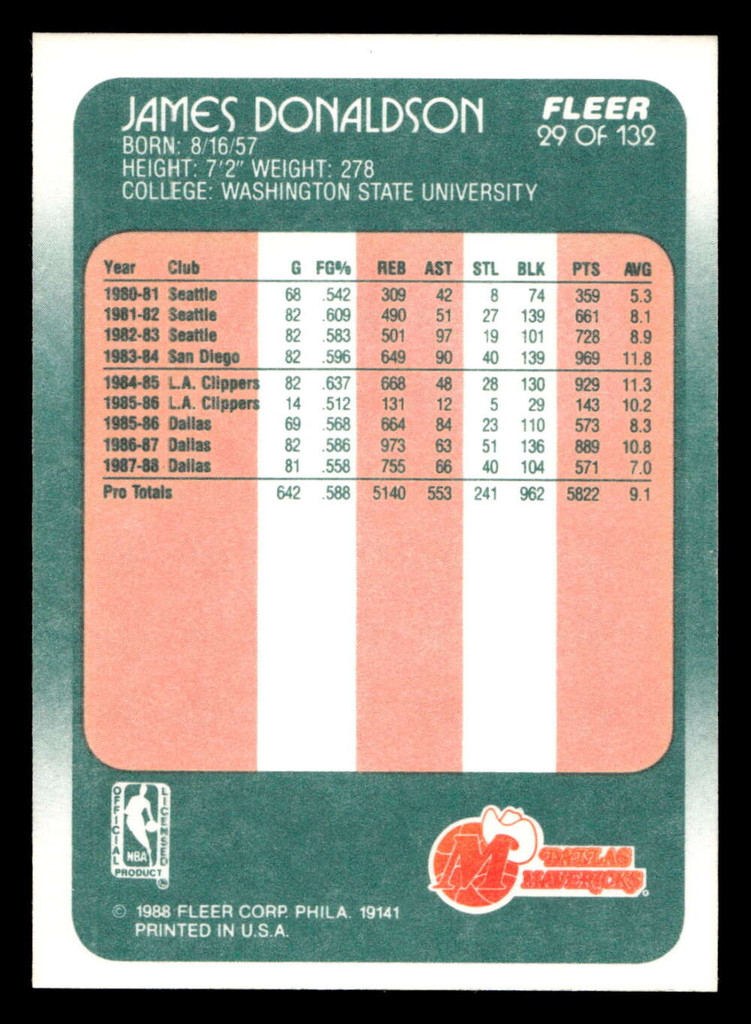 JAMES DONALDSON
FLEER
29 OF 132
BORN: 8/16/57
HEIGHT: 7'2" WEIGHT: 278
COLLEGE: WASHINGTON STATE UNIVERSITY
Year Club G FG% REB AST STL BLK PTS AVG
1980-81 Seattle 68 .542 309 42 8 74 359 5.3
1981-82 Seattle 82 .609 490 51 27 139 661 8.1
1982-83 Seattle 82 .583 501 97 19 101 728 8.9
1983-84 San Diego 82 .596 649 90 40 139 969 11.8
1984-85 L.A. Clippers 82 .637 668 48 28 130 929 11.3
1985-86 L.A. Clippers 14 .512 131 12 5 29 143 10.2
1985-86 Dallas 69 .568 664 84 23 110 573 8.3
1986-87 Dallas 82 .586 973 63 51 136 889 10.8
1987-88 Dallas 81 .558 755 66 40 104 571 7.0
Pro Totals 642 .588 5140 553 241 962 5822 9.1
OFFICIAL
LICENSED
NBA
PRODUCT
M
DALLAS
MAVERICKS
© 1988 FLEER CORP. PHILA. 19141
PRINTED IN U.S.A.